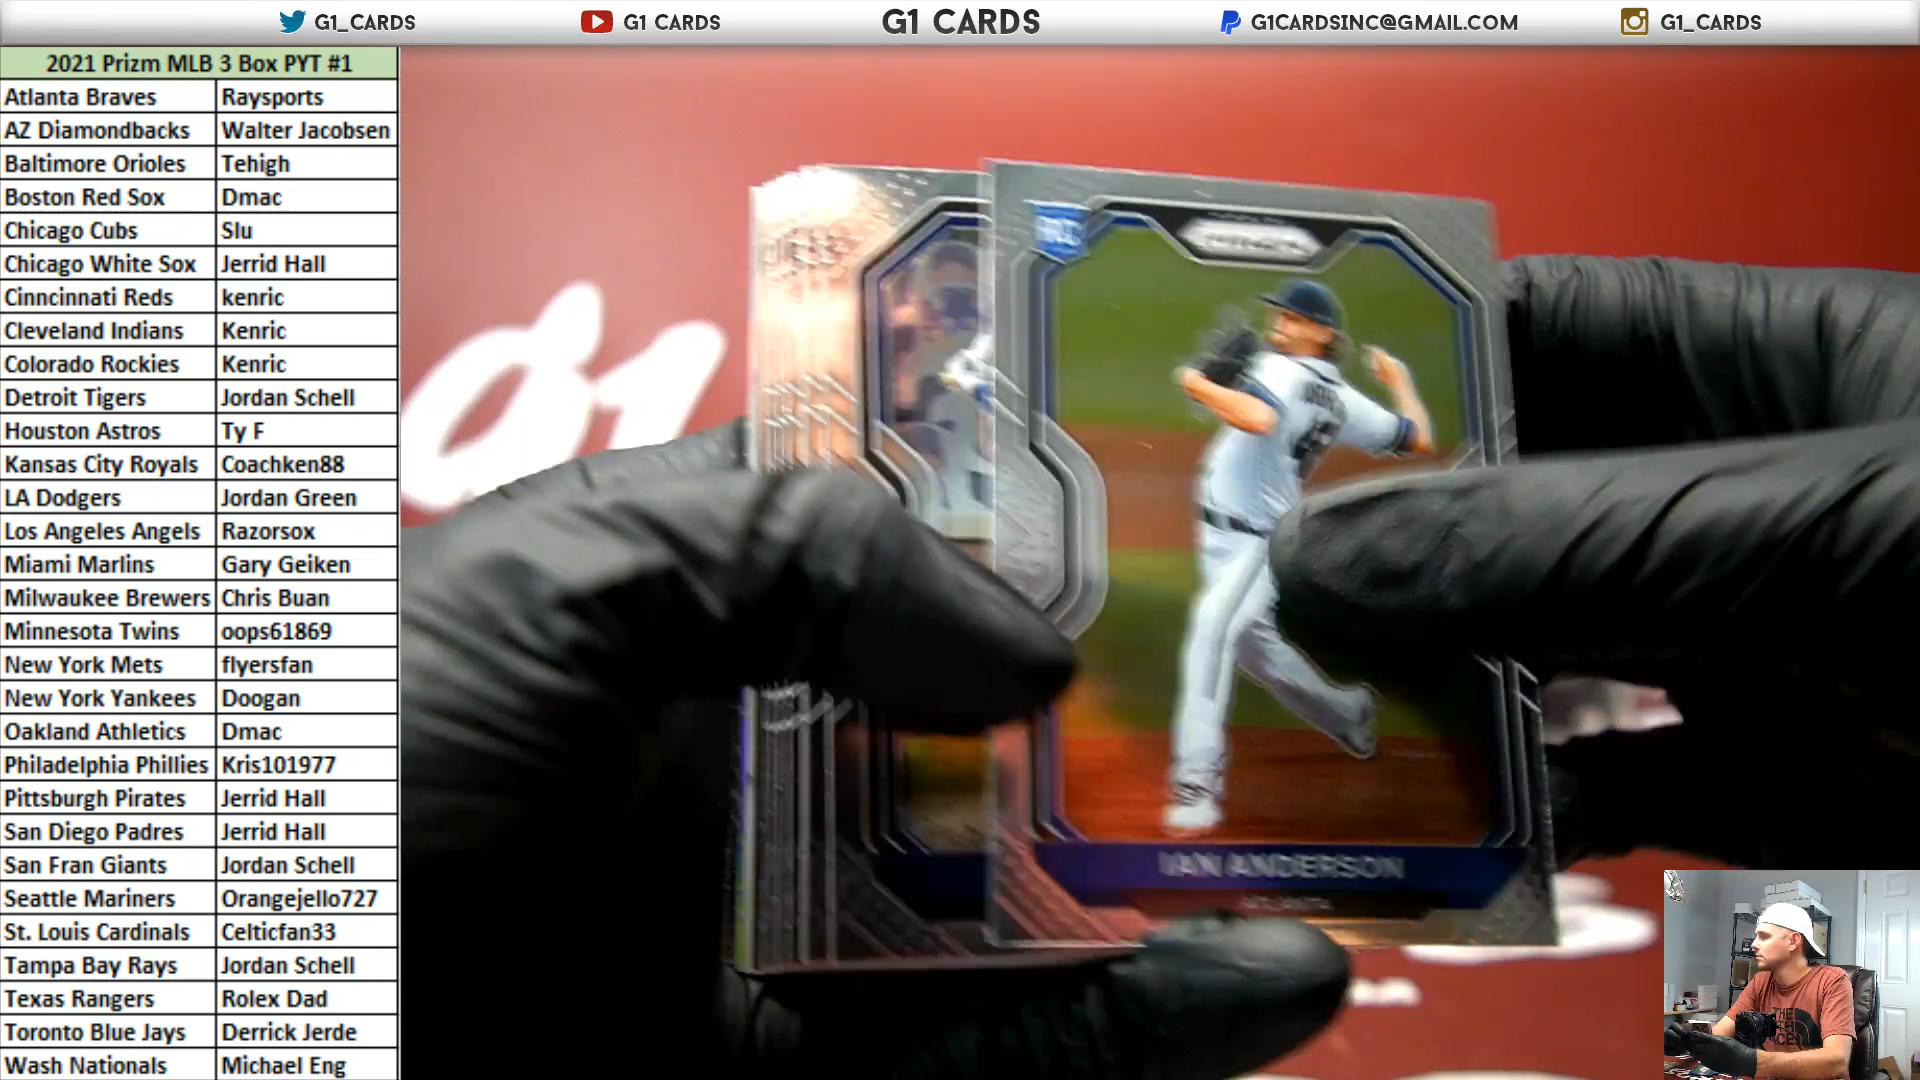 G1_CARDS G1 CARDS G1 CARDS G1CARDSINC@GMAIL.COM G1_CARDS
2021 Prizm MLB 3 Box PYT #1
Atlanta Braves Raysports
AZ Diamondbacks Walter Jacobsen
Baltimore Orioles Tehigh
Boston Red Sox Dmac
Chicago Cubs Slu
Chicago White Sox Jerrid Hall
Cinncinnati Reds kenric
Cleveland Indians Kenric
Colorado Rockies Kenric
Detroit Tigers Jordan Schell
Houston Astros Ty F
Kansas City Royals Coachken88
LA Dodgers Jordan Green
Los Angeles Angels Razorsox
Miami Marlins Gary Geiken
Milwaukee Brewers Chris Buan
Minnesota Twins oops61869
New York Mets flyersfan
New York Yankees Doogan
Oakland Athletics Dmac
Philadelphia Phillies Kris101977
Pittsburgh Pirates Jerrid Hall
San Diego Padres Jerrid Hall
San Fran Giants Jordan Schell
Seattle Mariners Orangejello727
St. Louis Cardinals Celticfan33
Tampa Bay Rays Jordan Schell
Texas Rangers Rolex Dad
Toronto Blue Jays Derrick Jerde
Wash Nationals Michael Eng
g1
RC
PRIZM
IAN ANDERSON
ATLANTA
THE